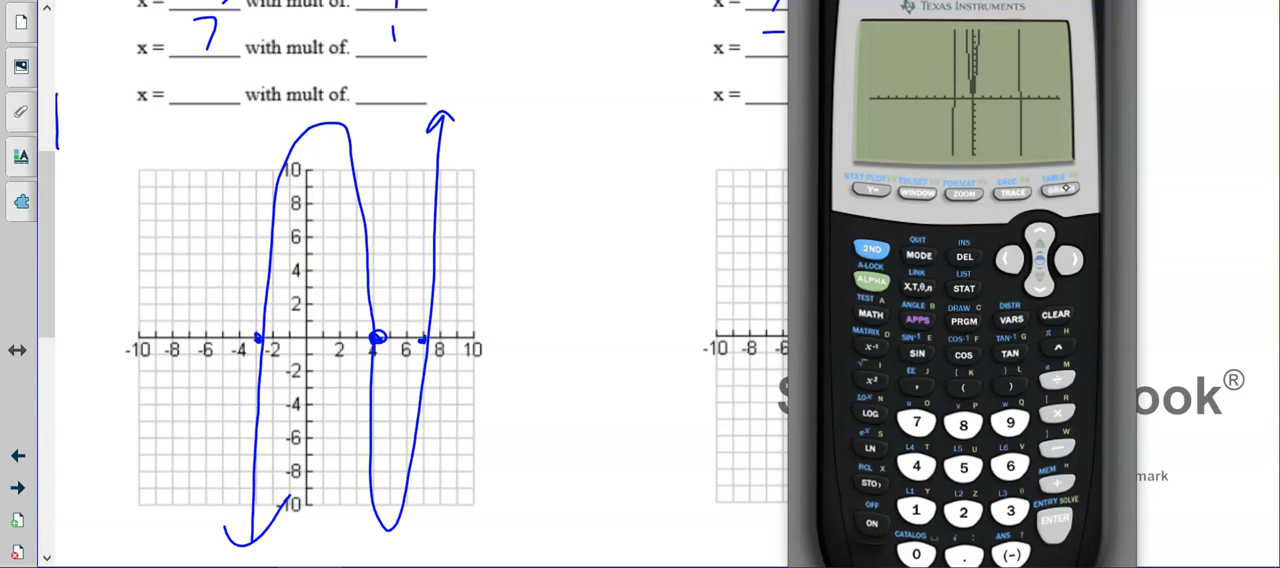 x = ___ with mult of. ___
x = 7 with mult of. 1
x = ___ with mult of. ___
10
8
6
4
2
-10 -8 -6 -4 -2 2 4 6 8 10
-2
-4
-6
-8
-10
x =
x = -
x =
-10 -8 -6
ook®
mark
TEXAS INSTRUMENTS
STAT PLOT F1 TBLSET F2 FORMAT F3 CALC F4 TABLE F5
Y= WINDOW ZOOM TRACE GRAPH
QUIT INS
2ND MODE DEL
A-LOCK LINK LIST
ALPHA X,T,θ,n STAT
TEST A ANGLE B DRAW C DISTR
MATH APPS PRGM VARS CLEAR
MATRIX D SIN⁻¹ E COS⁻¹ F TAN⁻¹ G π H
x⁻¹ SIN COS TAN ^
√ I EE J { K } L e M
x² , ( ) ÷
10ˣ N u O v P w Q [ R
LOG 7 8 9 ×
eˣ S L4 T L5 U L6 V ] W
LN 4 5 6 −
RCL X L1 Y L2 Z L3 θ MEM "
STO› 1 2 3 +
OFF CATALOG ⎵ i : ANS ? ENTRY SOLVE
ON 0 . (−) ENTER